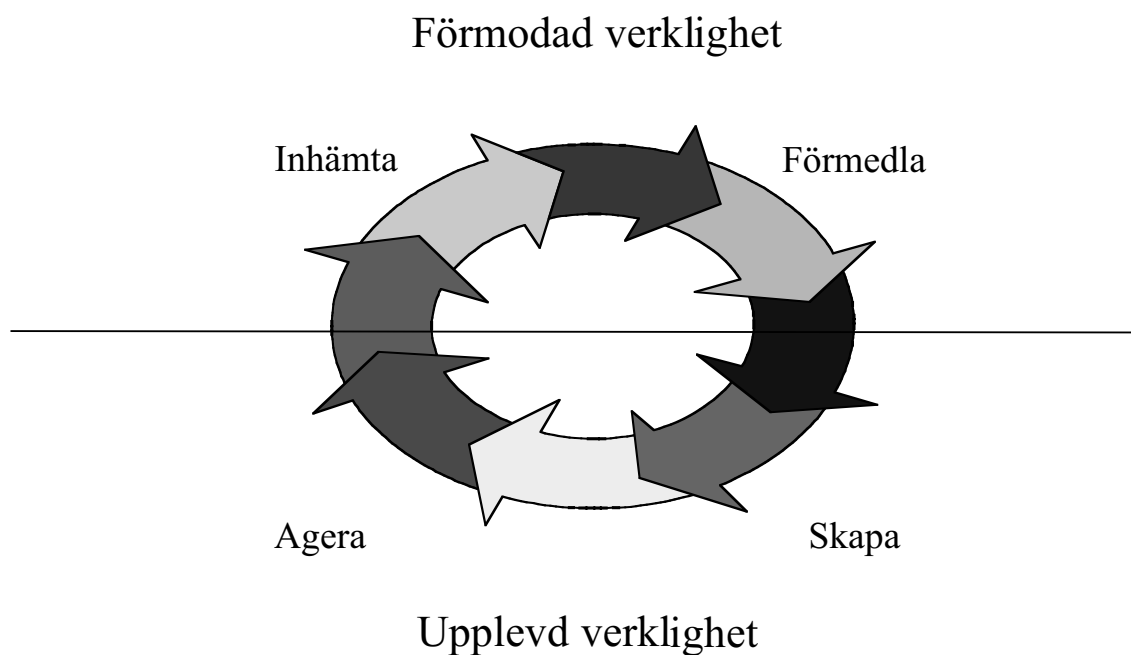 Förmodad verklighet
Inhämta
Förmedla
Agera
Skapa
Upplevd verklighet